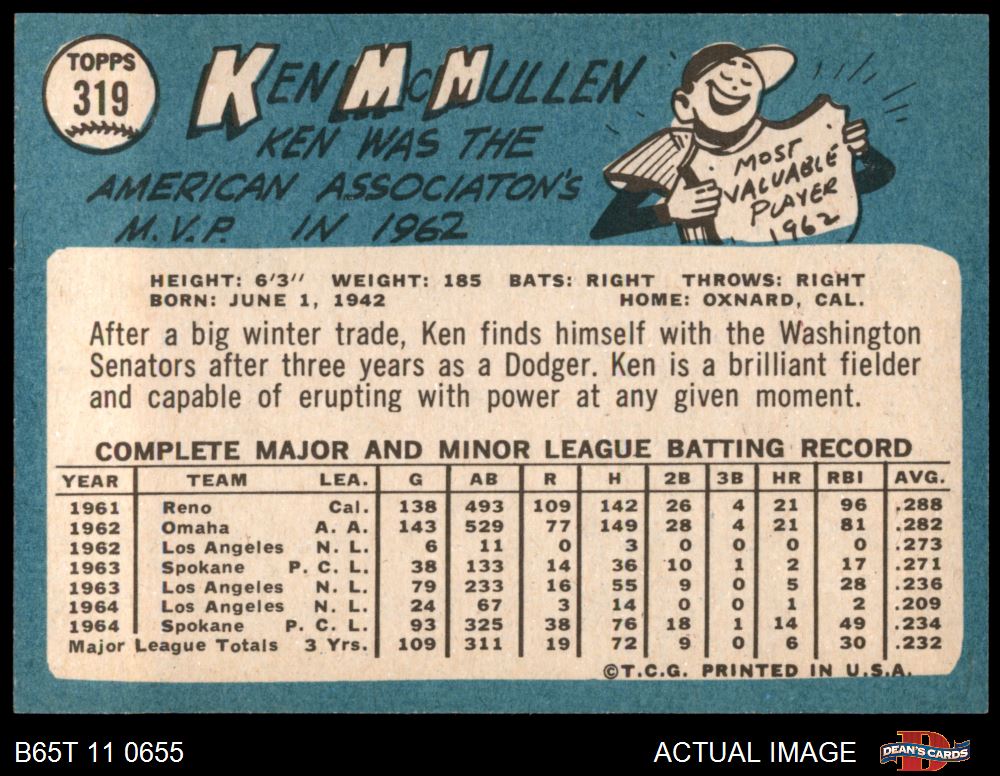 TOPPS
319
KEN McMULLEN
KEN WAS THE
AMERICAN ASSOCIATON'S
M.V.P. IN 1962
MOST
VALUABLE
PLAYER
1962
HEIGHT: 6'3" WEIGHT: 185 BATS: RIGHT THROWS: RIGHT
BORN: JUNE 1, 1942 HOME: OXNARD, CAL.
After a big winter trade, Ken finds himself with the Washington
Senators after three years as a Dodger. Ken is a brilliant fielder
and capable of erupting with power at any given moment.
COMPLETE MAJOR AND MINOR LEAGUE BATTING RECORD
YEAR TEAM LEA. G AB R H 2B 3B HR RBI AVG.
1961 Reno Cal. 138 493 109 142 26 4 21 96 .288
1962 Omaha A. A. 143 529 77 149 28 4 21 81 .282
1962 Los Angeles N. L. 6 11 0 3 0 0 0 0 .273
1963 Spokane P. C. L. 38 133 14 36 10 1 2 17 .271
1963 Los Angeles N. L. 79 233 16 55 9 0 5 28 .236
1964 Los Angeles N. L. 24 67 3 14 0 0 1 2 .209
1964 Spokane P. C. L. 93 325 38 76 18 1 14 49 .234
Major League Totals 3 Yrs. 109 311 19 72 9 0 6 30 .232
©T.C.G. PRINTED IN U.S.A.
B65T 11 0655 ACTUAL IMAGE
D
DEAN'S CARDS